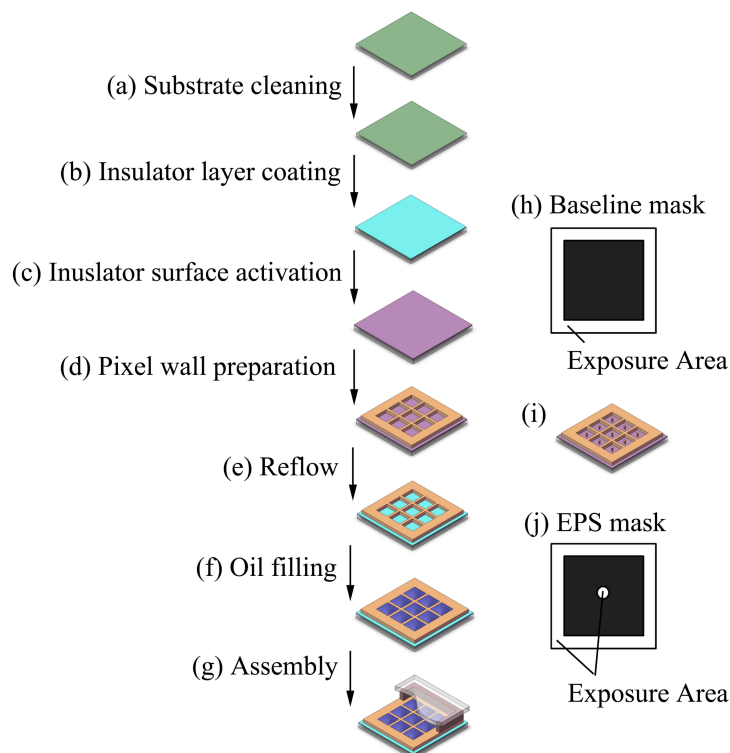 (a) Substrate cleaning
(b) Insulator layer coating
(c) Inuslator surface activation
(d) Pixel wall preparation
(e) Reflow
(f) Oil filling
(g) Assembly
(h) Baseline mask
Exposure Area
(i)
(j) EPS mask
Exposure Area